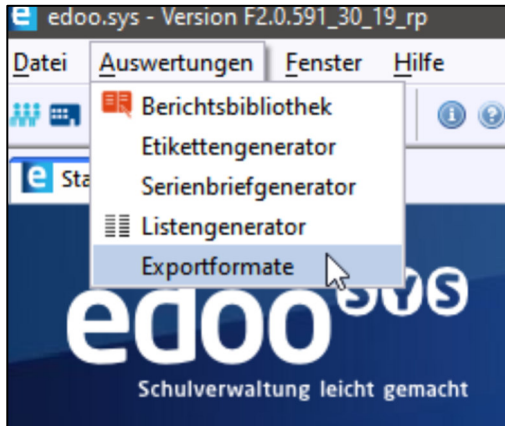 edoo.sys - Version F2.0.591_30_19_rp
Datei Auswertungen Fenster Hilfe
Berichtsbibliothek
Etikettengenerator
Serienbriefgenerator
Listengenerator
Exportformate
edoo sys
Schulverwaltung leicht gemacht